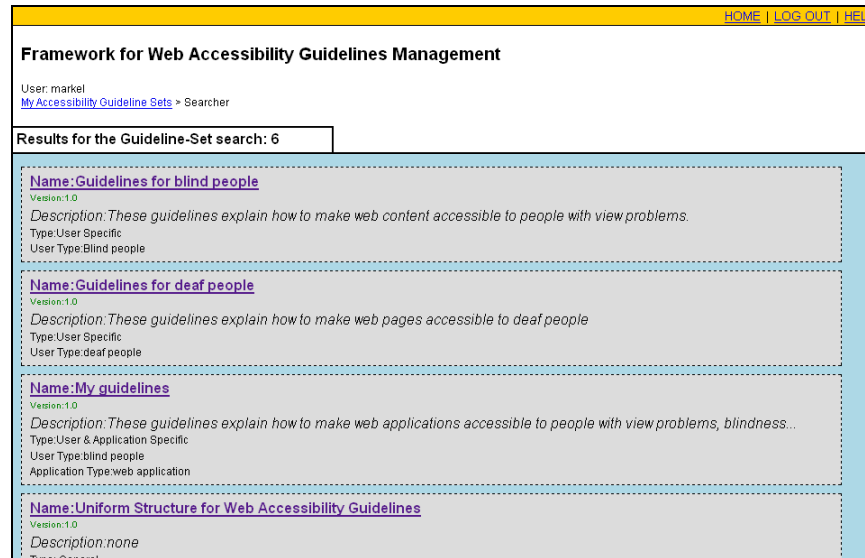 HOME | LOG OUT |
Framework for Web Accessibility Guidelines Management
User: markel
My Accessibility Guideline Sets > Searcher
Results for the Guideline-Set search: 6
Name:Guidelines for blind people
Version:1.0
Description:These guidelines explain how to make web content accessible to people with view problems.
Type:User Specific
User Type:Blind people
Name:Guidelines for deaf people
Version:1.0
Description:These guidelines explain how to make web pages accessible to deaf people
Type:User Specific
User Type:deaf people
Name:My guidelines
Version:1.0
Description:These guidelines explain how to make web applications accessible to people with view problems, blindness...
Type:User & Application Specific
User Type:blind people
Application Type:web application
Name:Uniform Structure for Web Accessibility Guidelines
Version:1.0
Description:none